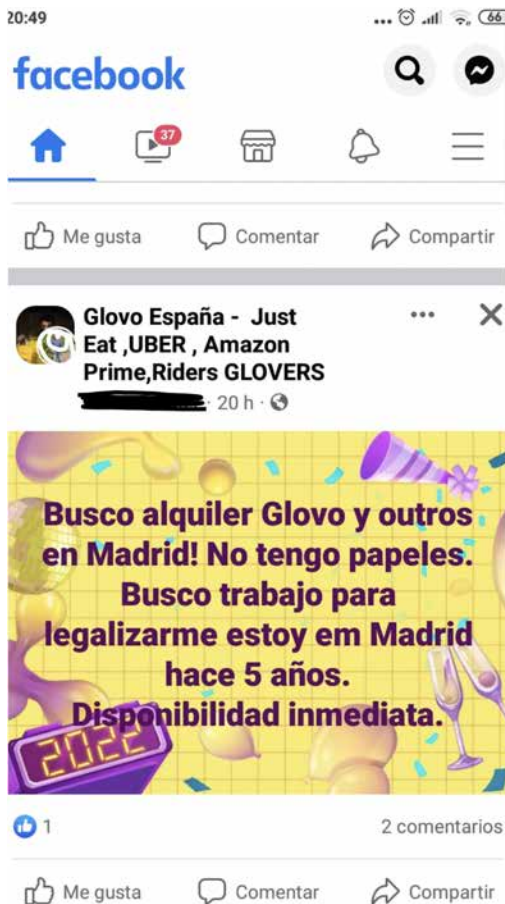 20:49
66
facebook
37
Me gusta Comentar Compartir
Glovo España - Just
Eat ,UBER , Amazon
Prime,Riders GLOVERS
· 20 h ·
Busco alquiler Glovo y outros
en Madrid! No tengo papeles.
Busco trabajo para
legalizarme estoy em Madrid
hace 5 años.
Disponibilidad inmediata.
2022
1 2 comentarios
Me gusta Comentar Compartir